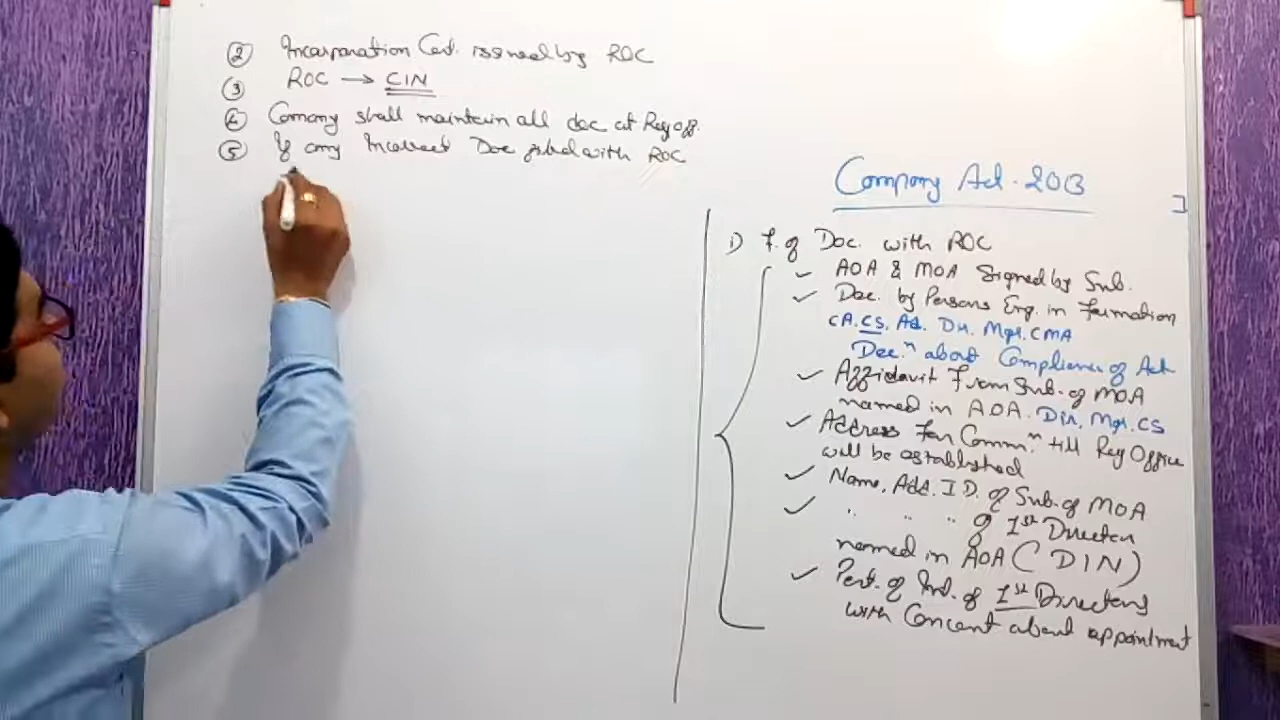 ② Incorporation Cert. issued by ROC
③ ROC → CIN
④ Comany shall maintain all doc at Reg off.
⑤ If any Incorrect Doc filed with ROC
Company Act. 2013
1) F. of Doc. with ROC
✓ AOA & MOA Signed by Sub.
✓ Dec. by Persons Eng. in Formation
CA. CS. Ad. Dir. Mgr. CMA
Dec.ⁿ about Compliance of Act
✓ Affidavit From Sub. of MOA
named in AOA. Dir, Mgr. CS
✓ Address For Comm.ⁿ till Reg Office
will be established
✓ Name, Add. ID. of Sub. of MOA
✓ " " " of 1st Director
named in AOA (DIN)
✓ Part. of Int. of 1st Directors
with Concent about appointment